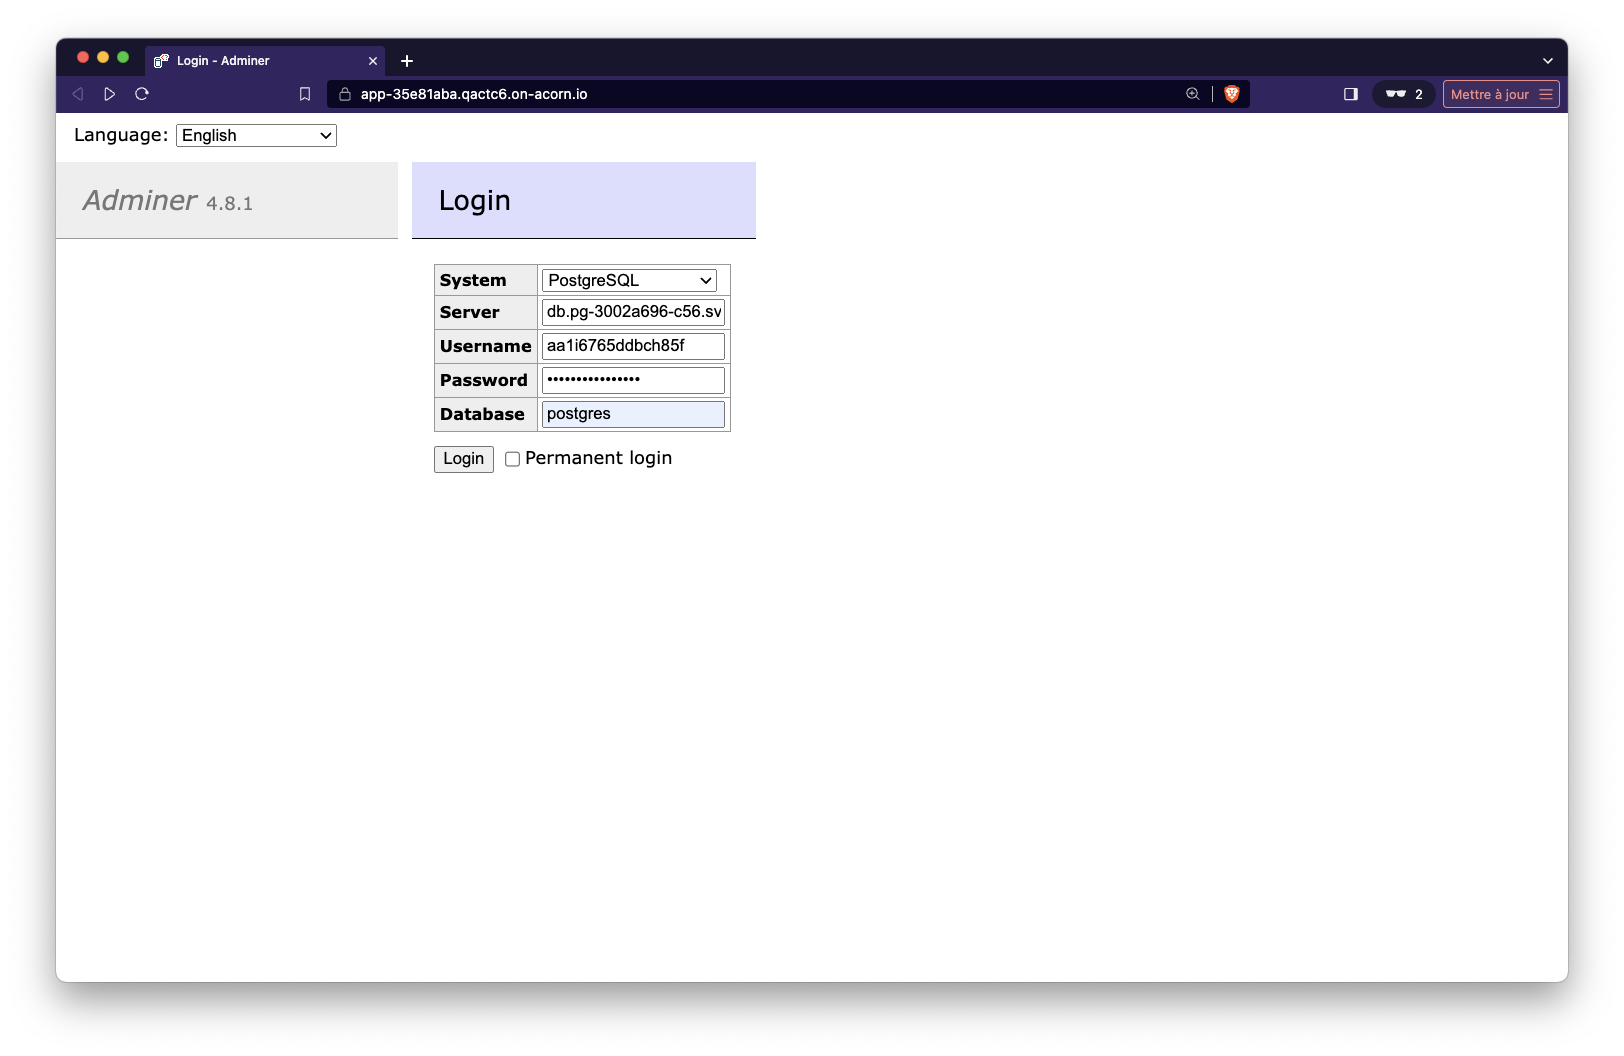 Login - Adminer
app-35e81aba.qactc6.on-acorn.io
2
Mettre à jour
Language: English
Adminer 4.8.1
Login
System PostgreSQL
Server db.pg-3002a696-c56.sv
Username aa1i6765ddbch85f
Password ••••••••••••••••
Database postgres
Login Permanent login